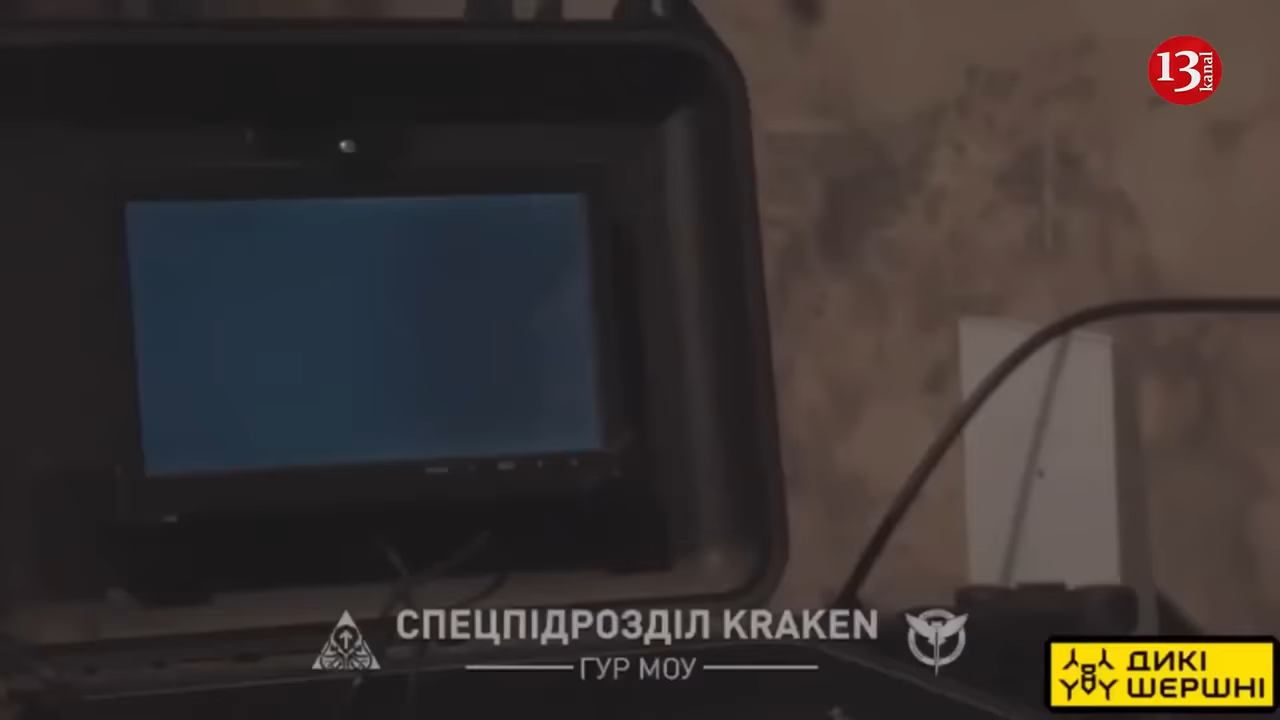 13
kanal
СПЕЦПІДРОЗДІЛ KRAKEN
ГУР МОУ
ДИКІ
ШЕРШНІ